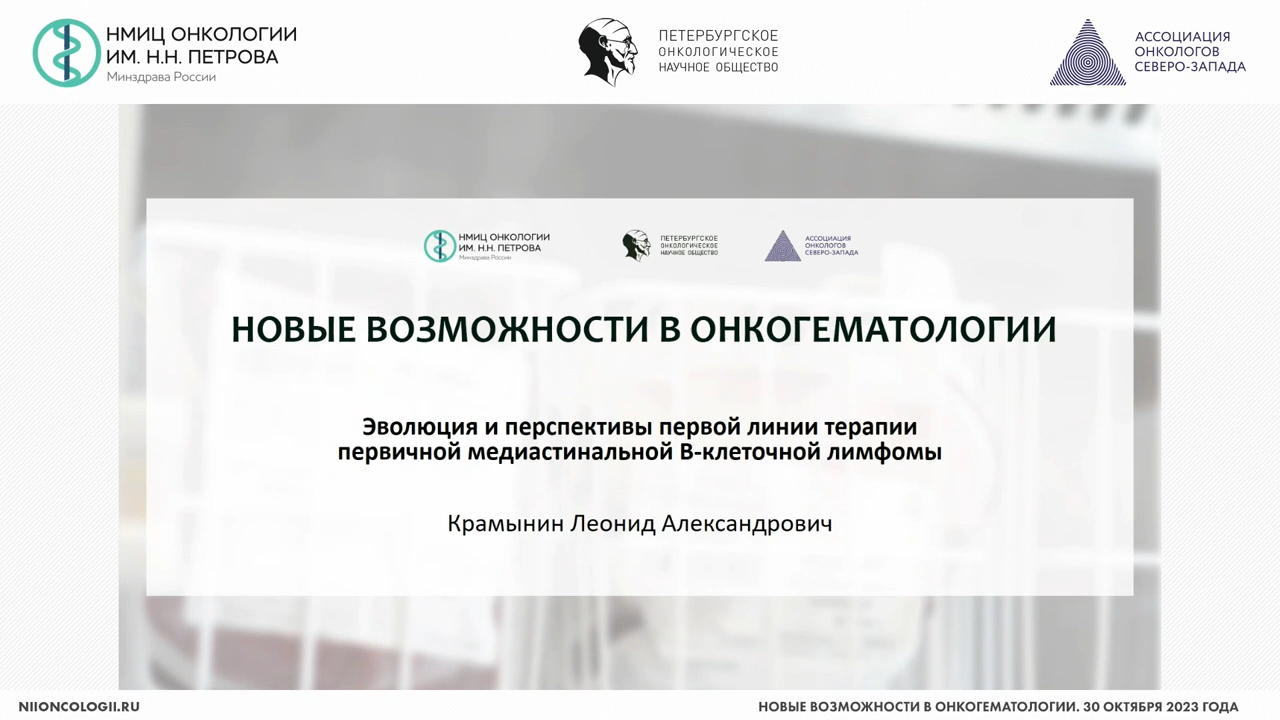 НМИЦ ОНКОЛОГИИ
ИМ. Н.Н. ПЕТРОВА
Минздрава России
ПЕТЕРБУРГСКОЕ
ОНКОЛОГИЧЕСКОЕ
НАУЧНОЕ ОБЩЕСТВО
АССОЦИАЦИЯ
ОНКОЛОГОВ
СЕВЕРО-ЗАПАДА
НМИЦ ОНКОЛОГИИ
ИМ. Н.Н. ПЕТРОВА
Минздрава России
ПЕТЕРБУРГСКОЕ
ОНКОЛОГИЧЕСКОЕ
НАУЧНОЕ ОБЩЕСТВО
АССОЦИАЦИЯ
ОНКОЛОГОВ
СЕВЕРО-ЗАПАДА
НОВЫЕ ВОЗМОЖНОСТИ В ОНКОГЕМАТОЛОГИИ
Эволюция и перспективы первой линии терапии
первичной медиастинальной В-клеточной лимфомы
Крамынин Леонид Александрович
NIIONCOLOGII.RU
НОВЫЕ ВОЗМОЖНОСТИ В ОНКОГЕМАТОЛОГИИ. 30 ОКТЯБРЯ 2023 ГОДА